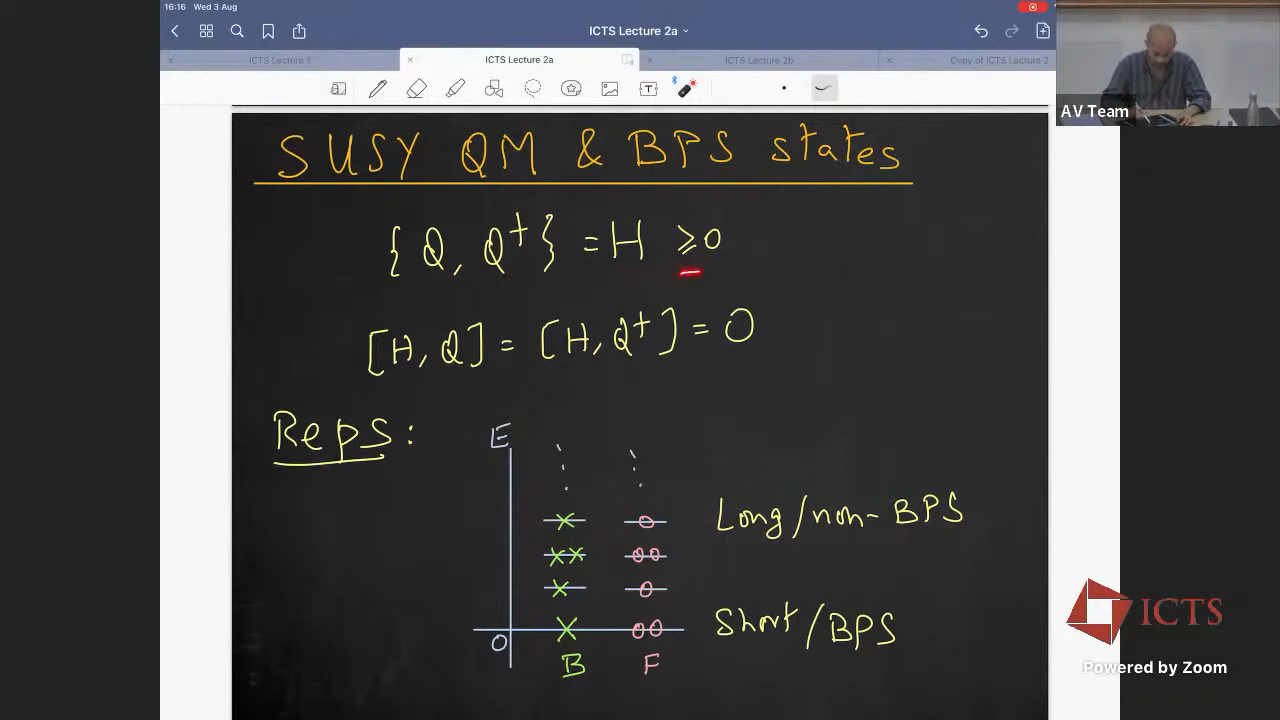 16:16 Wed 3 Aug
ICTS Lecture 2a
ICTS Lecture 1
ICTS Lecture 2a
ICTS Lecture 2b
Copy of ICTS Lecture 2
T
AV Team
SUSY QM & BPS states
{ Q, Q† } = H ≥0
[H, Q] = [H, Q†] = 0
Reps:
E
Long/non-BPS
Short/BPS
0
B F
ICTS
Powered by Zoom